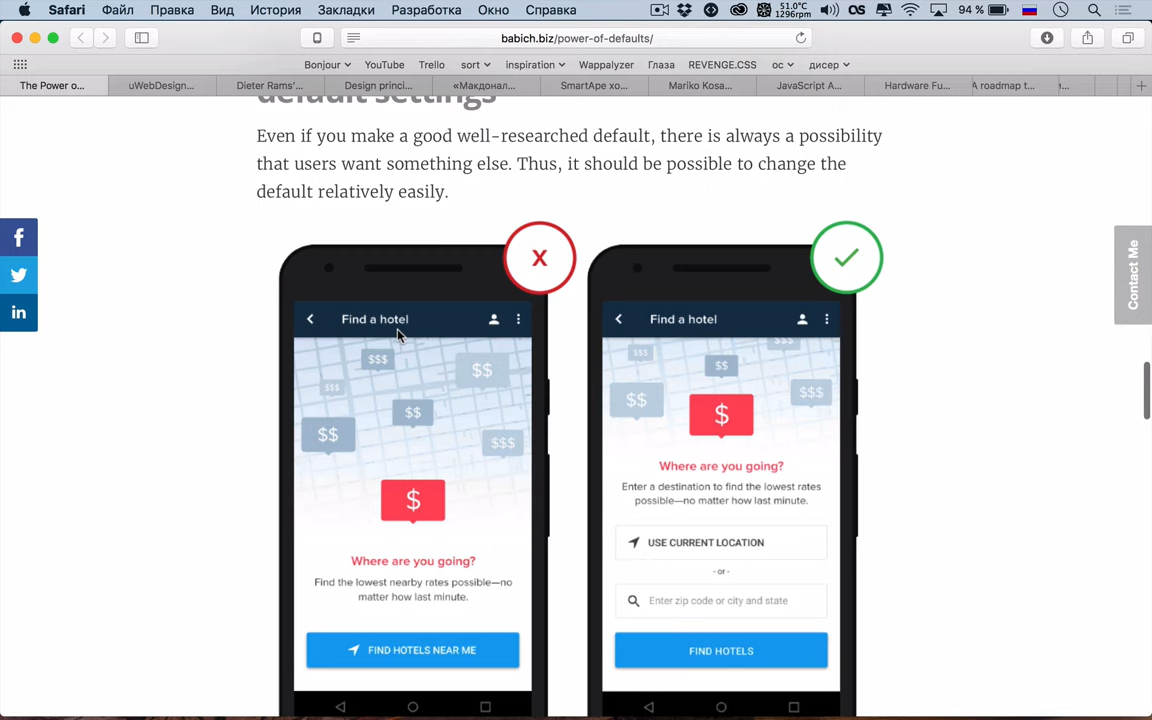 Safari Файл Правка Вид История Закладки Разработка Окно Справка 51.0°C 1296rpm 94 %
babich.biz/power-of-defaults/
Bonjour YouTube Trello sort inspiration Wappalyzer Глаза REVENGE.CSS ос дисер
The Power o... uWebDesign... Dieter Rams'... Design princi... «Макдонал... SmartApe хо... Mariko Kosa... JavaScript A... Hardware Fu... A roadmap t...
default settings
Even if you make a good well-researched default, there is always a possibility
that users want something else. Thus, it should be possible to change the
default relatively easily.
Contact Me
X
Find a hotel
$$$
$$
$$$
$$
$$
$$$
$
Where are you going?
Find the lowest nearby rates possible—no
matter how last minute.
FIND HOTELS NEAR ME
Find a hotel
$$$
$$$
$$
$$$
$$
$
Where are you going?
Enter a destination to find the lowest rates
possible—no matter how last minute.
USE CURRENT LOCATION
- or -
Enter zip code or city and state
FIND HOTELS